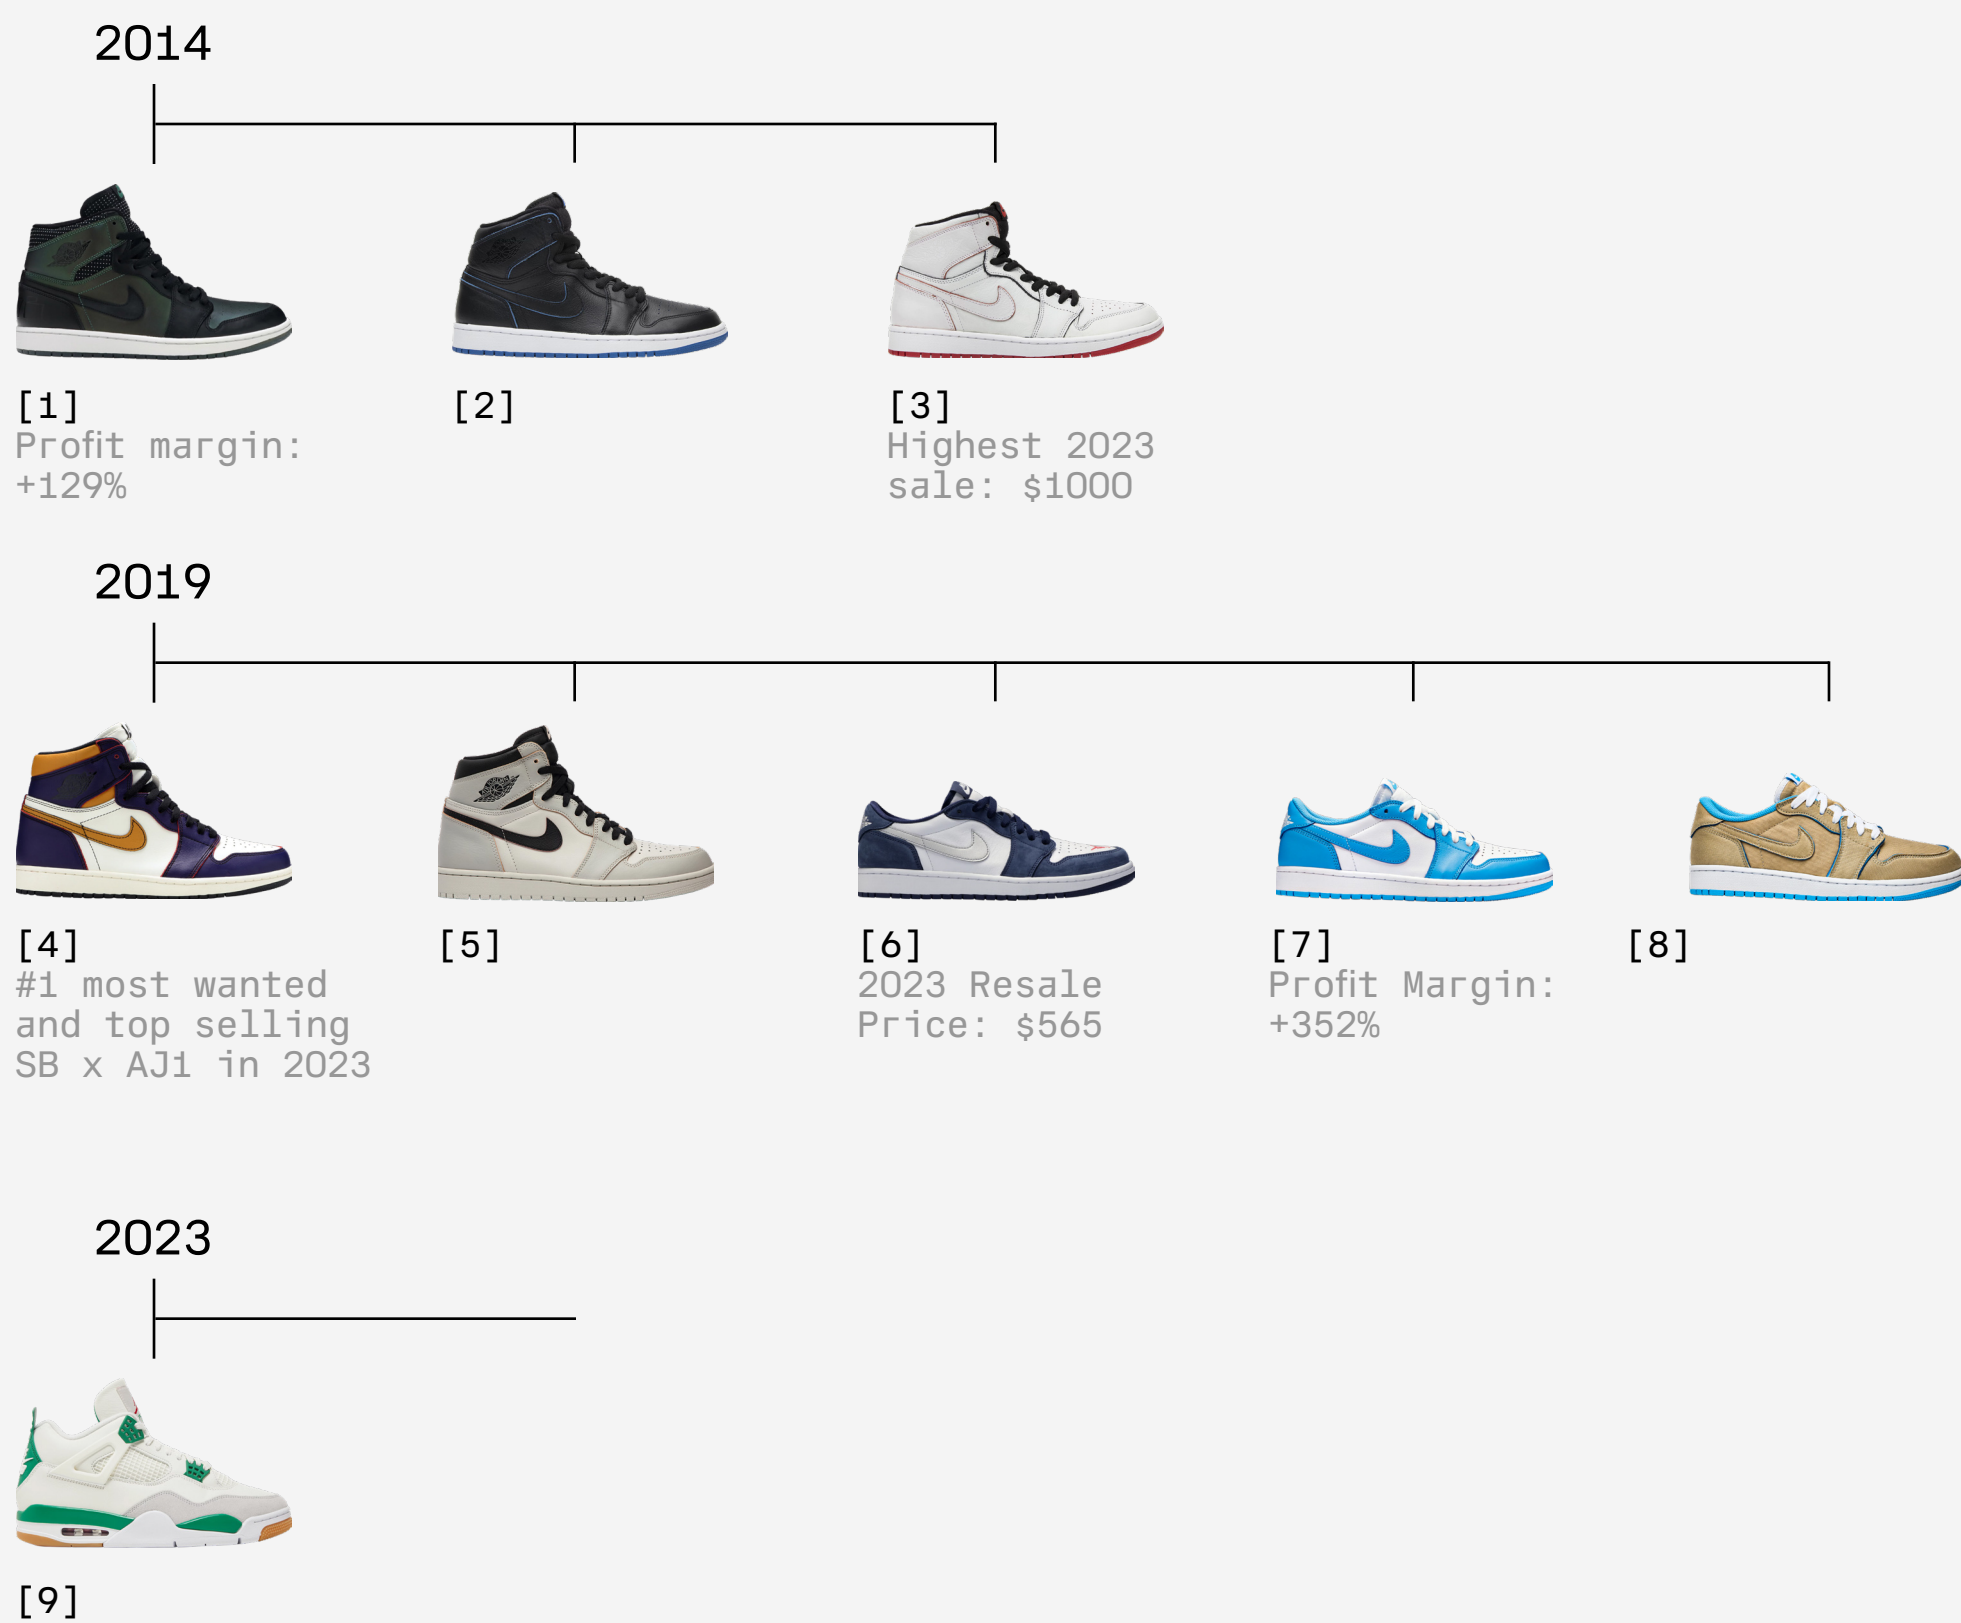 2014
[1]
[2]
[3]
Profit margin:
+129%
Highest 2023
sale: $1000
2019
[4]
[5]
[6]
[7]
[8]
#1 most wanted
and top selling
SB x AJ1 in 2023
2023 Resale
Price: $565
Profit Margin:
+352%
2023
[9]